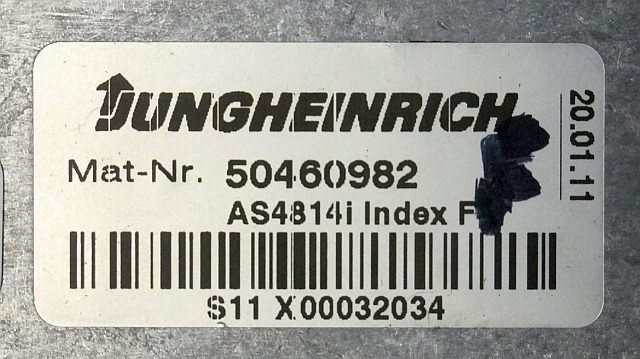 JUNGHEINRICH
20.01.11
Mat-Nr. 50460982
AS4814i Index F
S11 X00032034